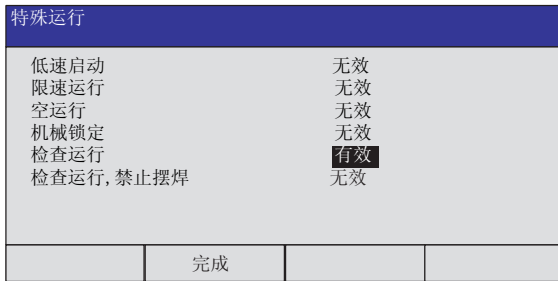 特殊运行
低速启动 无效
限速运行 无效
空运行 无效
机械锁定 无效
检查运行 有效
检查运行,禁止摆焊 无效
完成